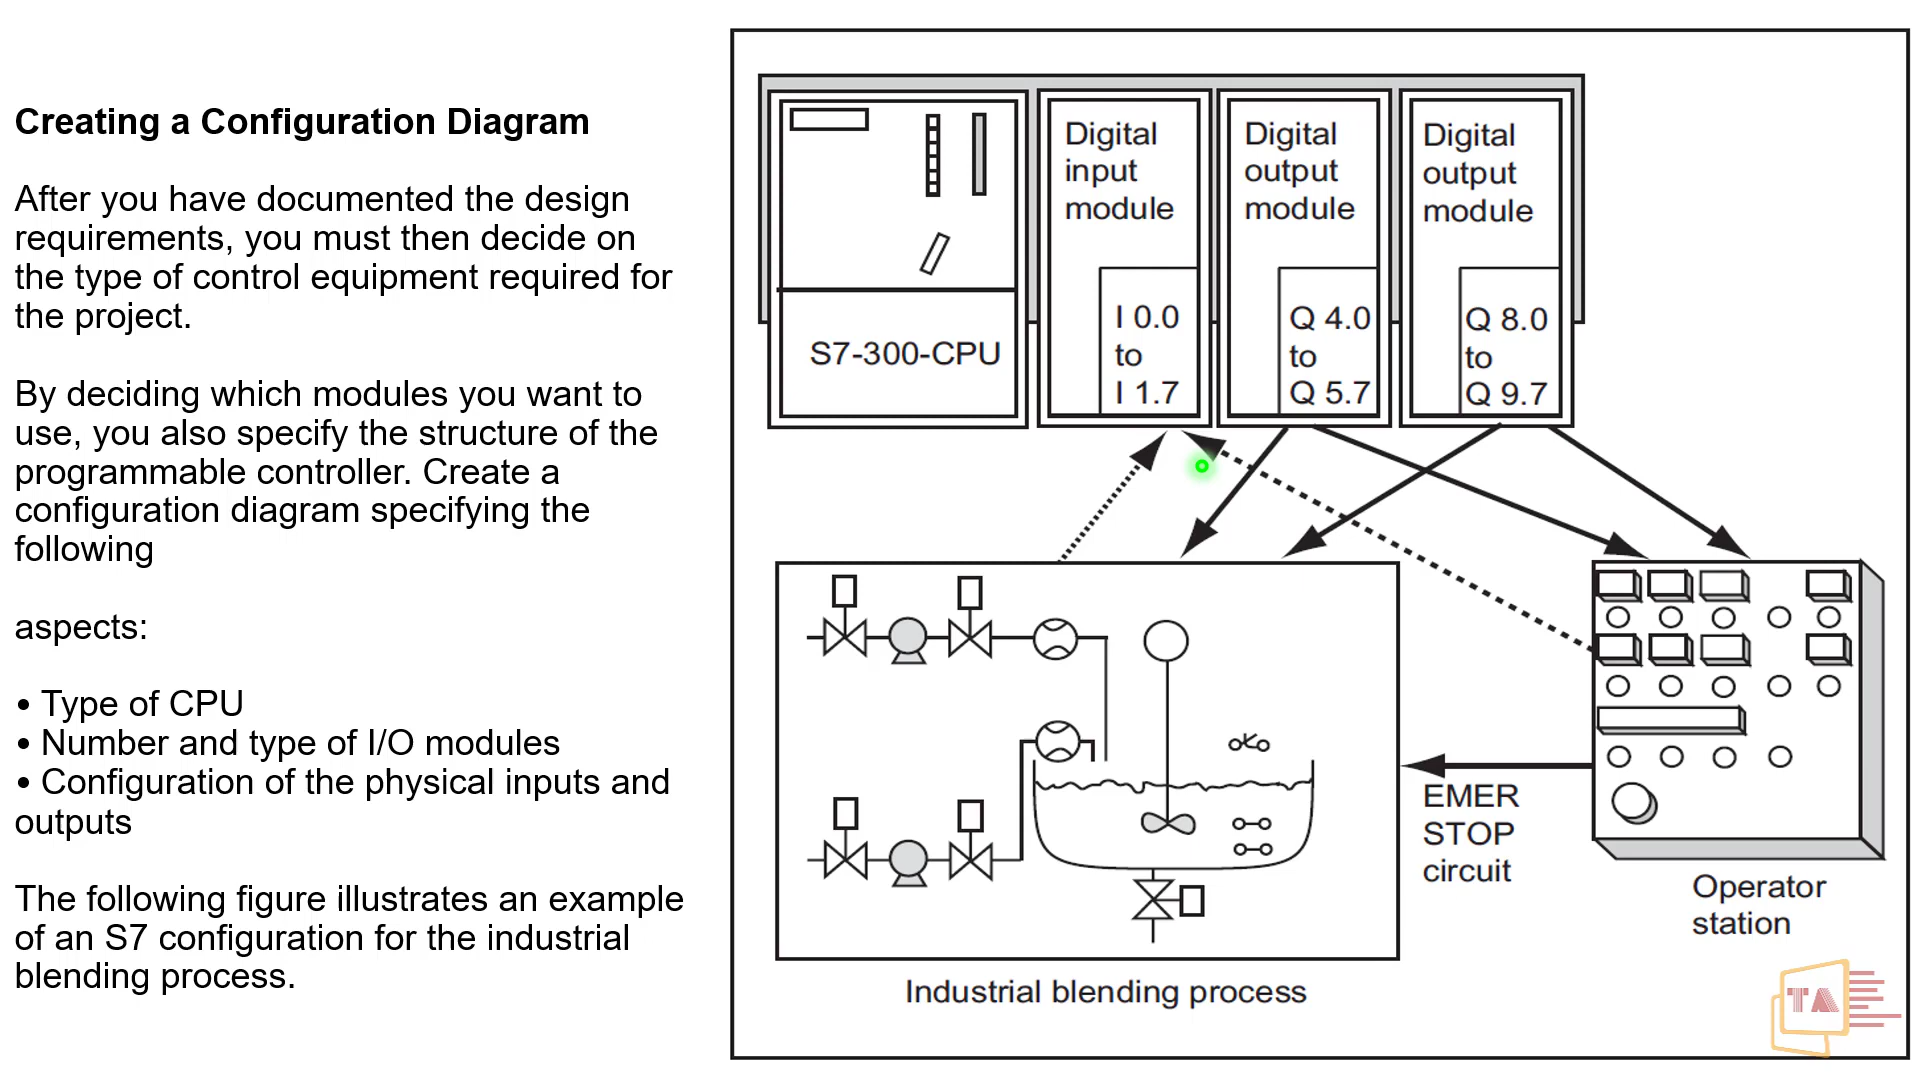 Creating a Configuration Diagram
After you have documented the design
requirements, you must then decide on
the type of control equipment required for
the project.
By deciding which modules you want to
use, you also specify the structure of the
programmable controller. Create a
configuration diagram specifying the
following
aspects:
• Type of CPU
• Number and type of I/O modules
• Configuration of the physical inputs and
outputs
The following figure illustrates an example
of an S7 configuration for the industrial
blending process.
S7-300-CPU
Digital
input
module
I 0.0
to
I 1.7
Digital
output
module
Q 4.0
to
Q 5.7
Digital
output
module
Q 8.0
to
Q 9.7
EMER
STOP
circuit
Operator
station
Industrial blending process
TA